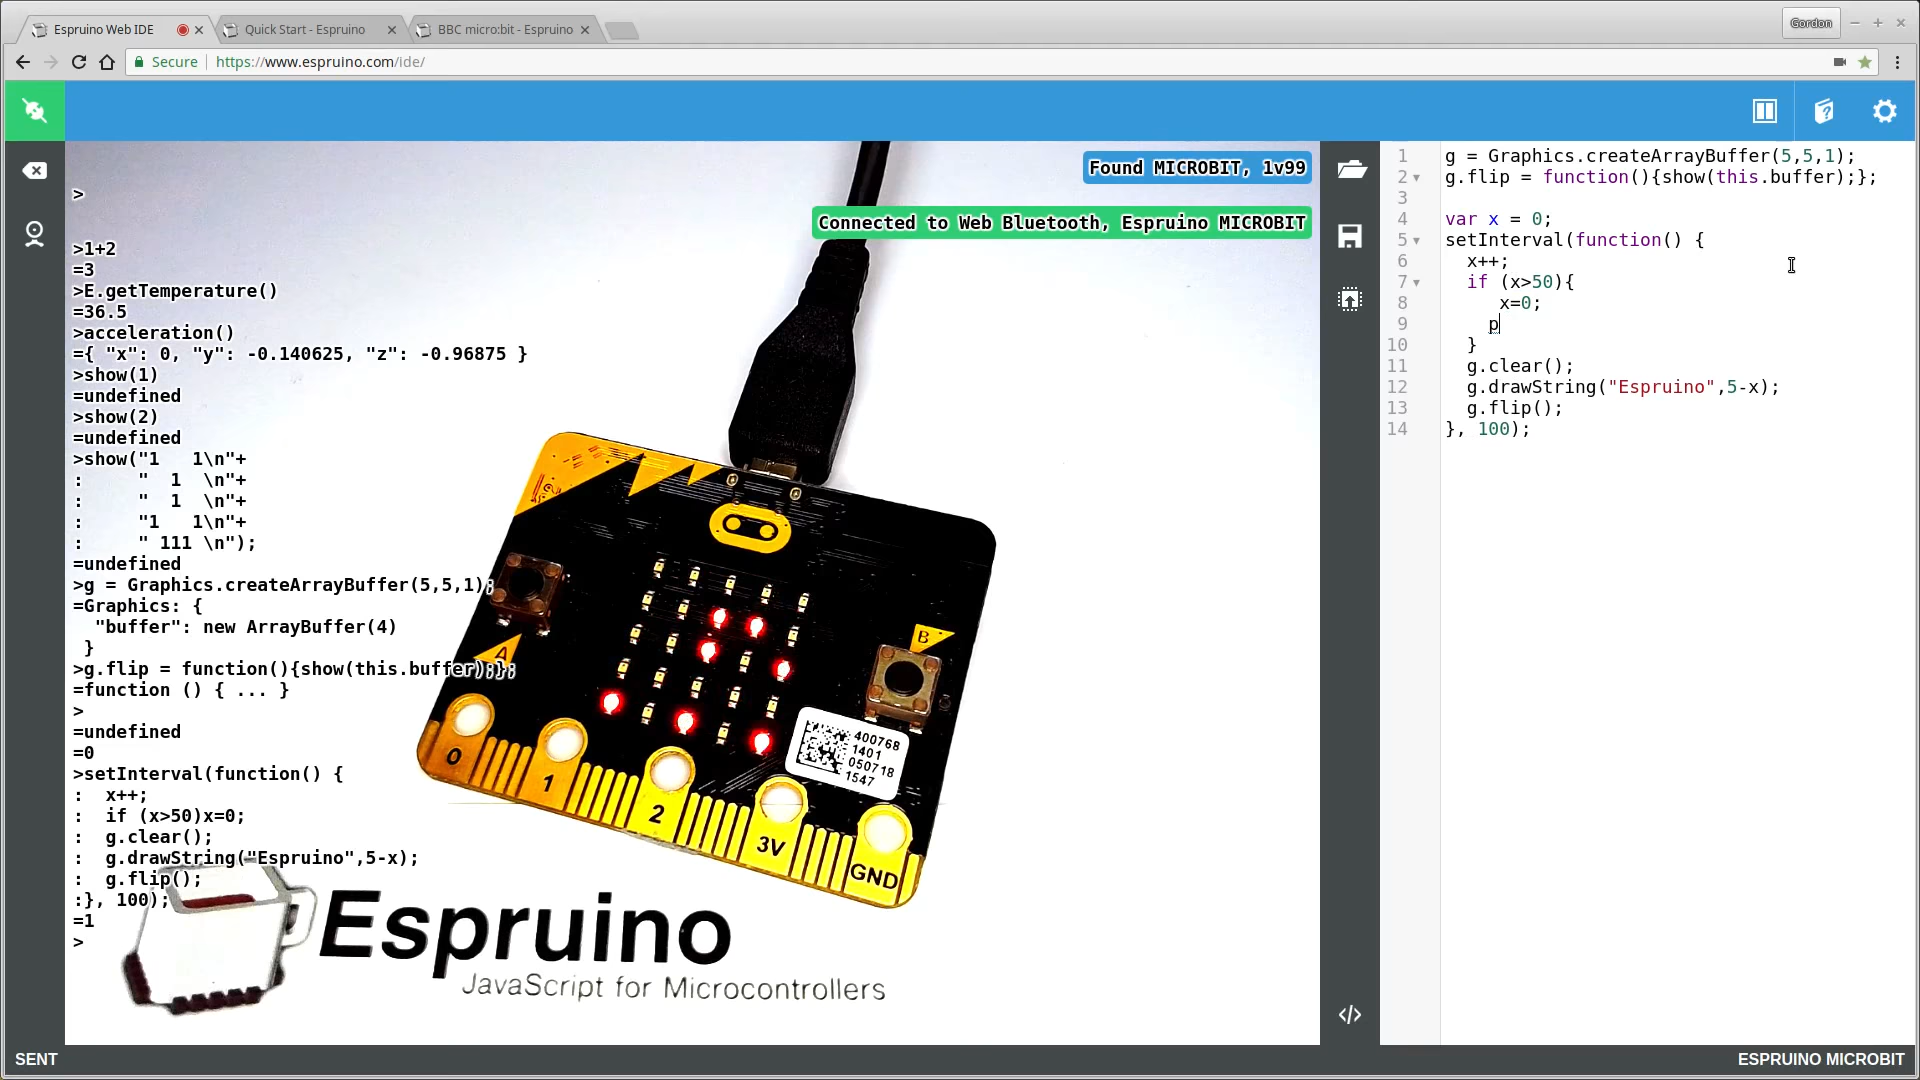 Espruino Web IDE
Quick Start - Espruino
BBC micro:bit - Espruino
Gordon
Secure
https://www.espruino.com/ide/
Found MICROBIT, 1v99
Connected to Web Bluetooth, Espruino MICROBIT
>
>1+2
=3
>E.getTemperature()
=36.5
>acceleration()
={ "x": 0, "y": -0.140625, "z": -0.96875 }
>show(1)
=undefined
>show(2)
=undefined
>show("1   1\n"+
:     "  1  \n"+
:     "  1  \n"+
:     "1   1\n"+
:     " 111 \n");
=undefined
>g = Graphics.createArrayBuffer(5,5,1);
=Graphics: {
  "buffer": new ArrayBuffer(4)
 }
>g.flip = function(){show(this.buffer);};
=function () { ... }
>
=undefined
=0
>setInterval(function() {
:  x++;
:  if (x>50)x=0;
:  g.clear();
:  g.drawString("Espruino",5-x);
:  g.flip();
:}, 100);
=1
>
A
B
400768
1401
050718
1547
0
1
2
3V
GND
Espruino
JavaScript for Microcontrollers
1 g = Graphics.createArrayBuffer(5,5,1);
2 g.flip = function(){show(this.buffer);};
3
4 var x = 0;
5 setInterval(function() {
6   x++;
7   if (x>50){
8      x=0;
9     p
10   }
11   g.clear();
12   g.drawString("Espruino",5-x);
13   g.flip();
14 }, 100);
SENT
ESPRUINO MICROBIT